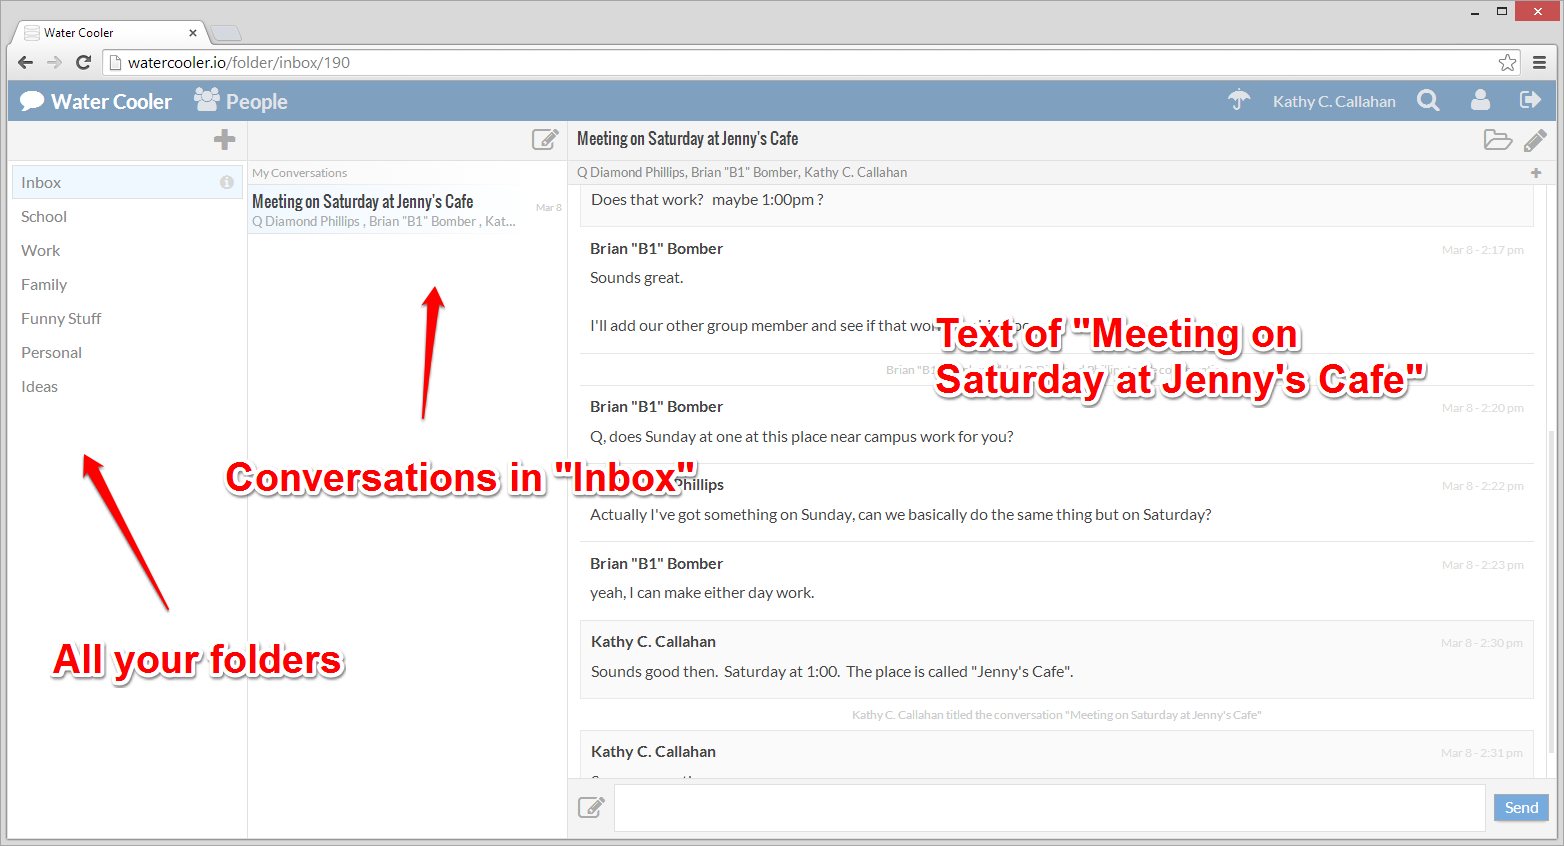 Water Cooler
watercooler.io/folder/inbox/190
Water Cooler People Kathy C. Callahan
Inbox
School
Work
Family
Funny Stuff
Personal
Ideas
All your folders
My Conversations
Meeting on Saturday at Jenny's Cafe
Mar 8
Q Diamond Phillips , Brian "B1" Bomber , Kat...
Conversations in "Inbox"
Meeting on Saturday at Jenny's Cafe
Q Diamond Phillips, Brian "B1" Bomber, Kathy C. Callahan
Does that work? maybe 1:00pm ?
Brian "B1" Bomber Mar 8 - 2:17 pm
Sounds great.
I'll add our other group member and see if that
Text of "Meeting on
Saturday at Jenny's Cafe"
Brian "B1"
Brian "B1" Bomber Mar 8 - 2:20 pm
Q, does Sunday at one at this place near campus work for you?
Phillips Mar 8 - 2:22 pm
Actually I've got something on Sunday, can we basically do the same thing but on Saturday?
Brian "B1" Bomber Mar 8 - 2:23 pm
yeah, I can make either day work.
Kathy C. Callahan Mar 8 - 2:30 pm
Sounds good then. Saturday at 1:00. The place is called "Jenny's Cafe".
Kathy C. Callahan titled the conversation "Meeting on Saturday at Jenny's Cafe"
Kathy C. Callahan Mar 8 - 2:31 pm
Send